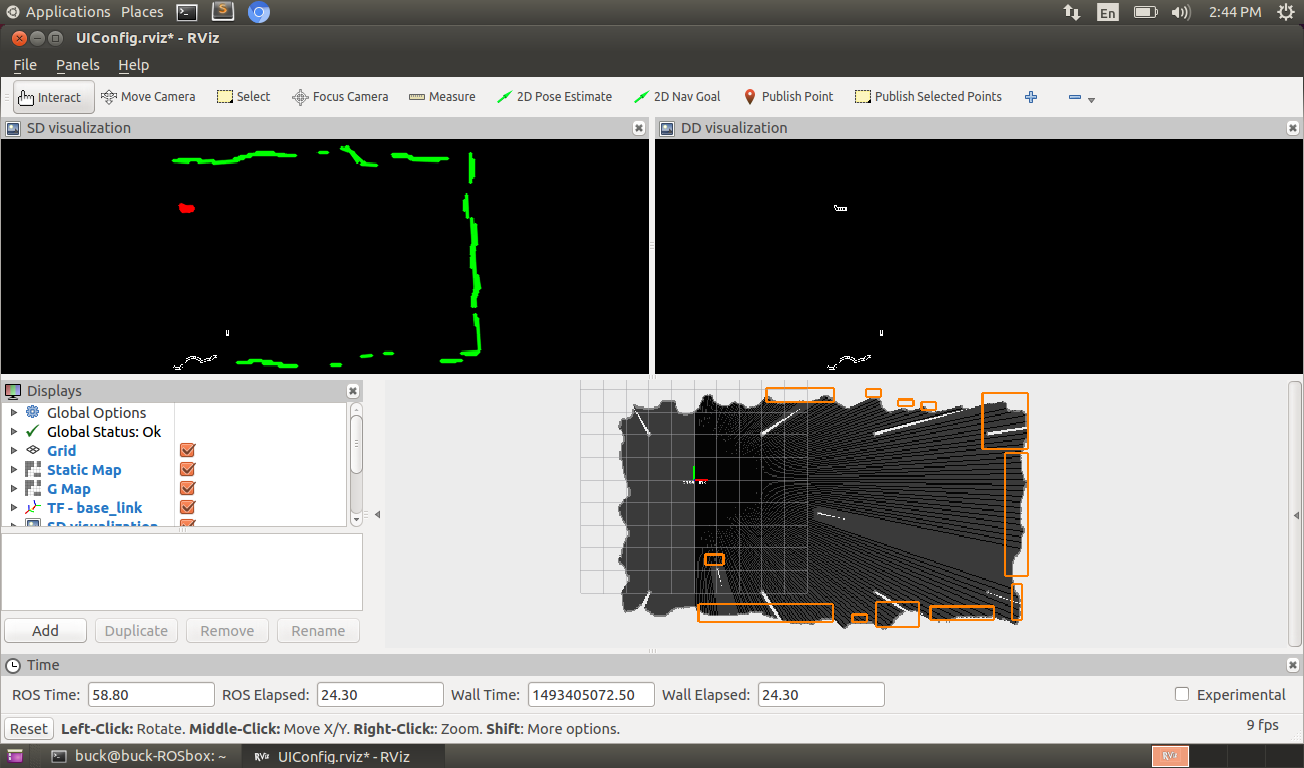 Applications Places En 2:44 PM
UIConfig.rviz* - RViz
File Panels Help
Interact Move Camera Select Focus Camera Measure 2D Pose Estimate 2D Nav Goal Publish Point Publish Selected Points
SD visualization DD visualization
Displays
Global Options
Global Status: Ok
Grid
Static Map
G Map
TF - base_link
SD visualization
Add Duplicate Remove Rename
Time
ROS Time: 58.80 ROS Elapsed: 24.30 Wall Time: 1493405072.50 Wall Elapsed: 24.30 Experimental
Reset Left-Click: Rotate. Middle-Click: Move X/Y. Right-Click:: Zoom. Shift: More options. 9 fps
buck@buck-ROSbox: ~ RViz UIConfig.rviz* - RViz RViz